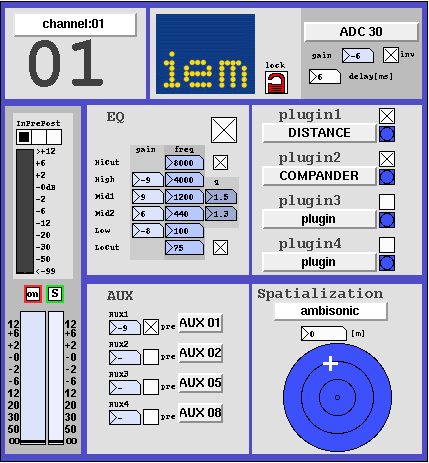 channel:01
01
iem
lock
ADC 30
gain -6 inv
6 delay[ms]
InPrePost
>+12
+6
+2
-0dB
-2
-6
-12
-20
-30
-50
<-99
on S
12 12
+6 +6
+2 +2
-0 -0
-2 -2
-6 -6
12 12
20 20
30 30
50 50
00 00
EQ
gain freq
HiCut 8000
High -9 4000 q
Mid1 9 1200 1.5
Mid2 6 440 1.3
Low -8 100
LoCut 75
plugin1
DISTANCE
plugin2
COMPANDER
plugin3
plugin
plugin4
plugin
AUX
AUX1
-9 pre AUX 01
AUX2
- pre AUX 02
AUX3
- pre AUX 05
AUX4
- pre AUX 08
Spatialization
ambisonic
0 [m]